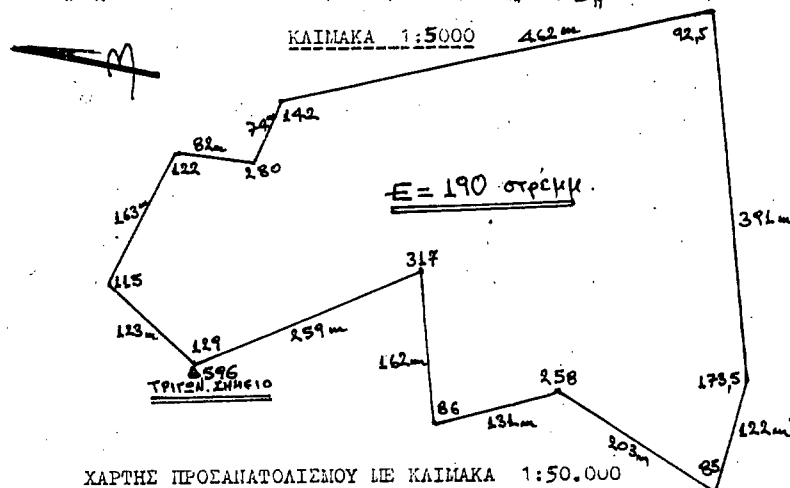 ΚΛΙΜΑΚΑ 1:5000
462m
92,5
142
74m
82m
122
280
163m
Ε = 190 στρέμμ.
391m
115
317
123m
129
259m
596
ΤΡΙΓΩΝ. ΣΗΜΕΙΟ
162m
258
173,5
86
131m
203m
122m
85
ΧΑΡΤΗΣ ΠΡΟΣΑΝΑΤΟΛΙΣΜΟΥ ΜΕ ΚΛΙΜΑΚΑ 1:50.000